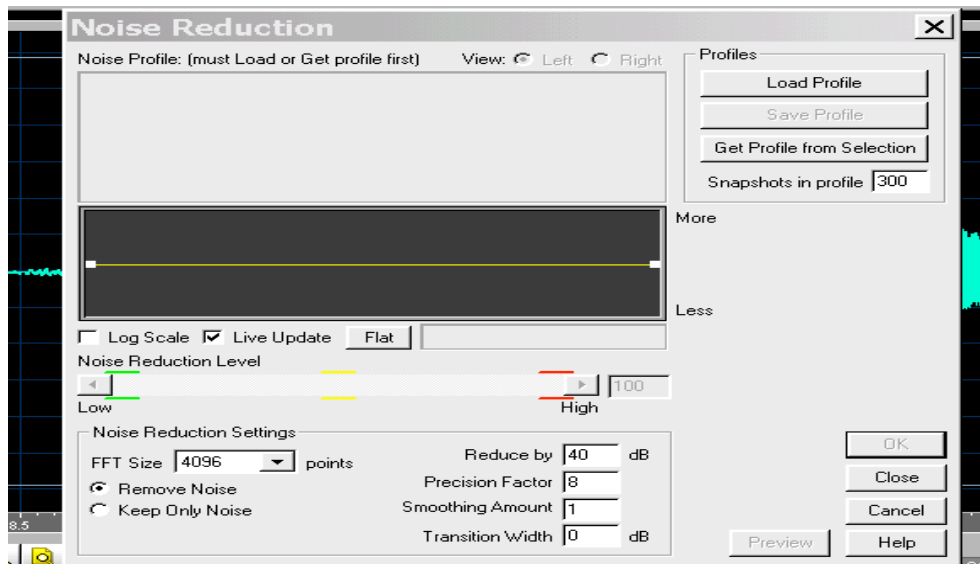 Noise Reduction
Noise Profile: (must Load or Get profile first) View: Left Right
Profiles
Load Profile
Save Profile
Get Profile from Selection
Snapshots in profile 300
More
Less
Log Scale Live Update Flat
Noise Reduction Level
100
Low High
Noise Reduction Settings
FFT Size 4096 points
Remove Noise
Keep Only Noise
Reduce by 40 dB
Precision Factor 8
Smoothing Amount 1
Transition Width 0 dB
OK
Close
Cancel
Preview Help
8.5